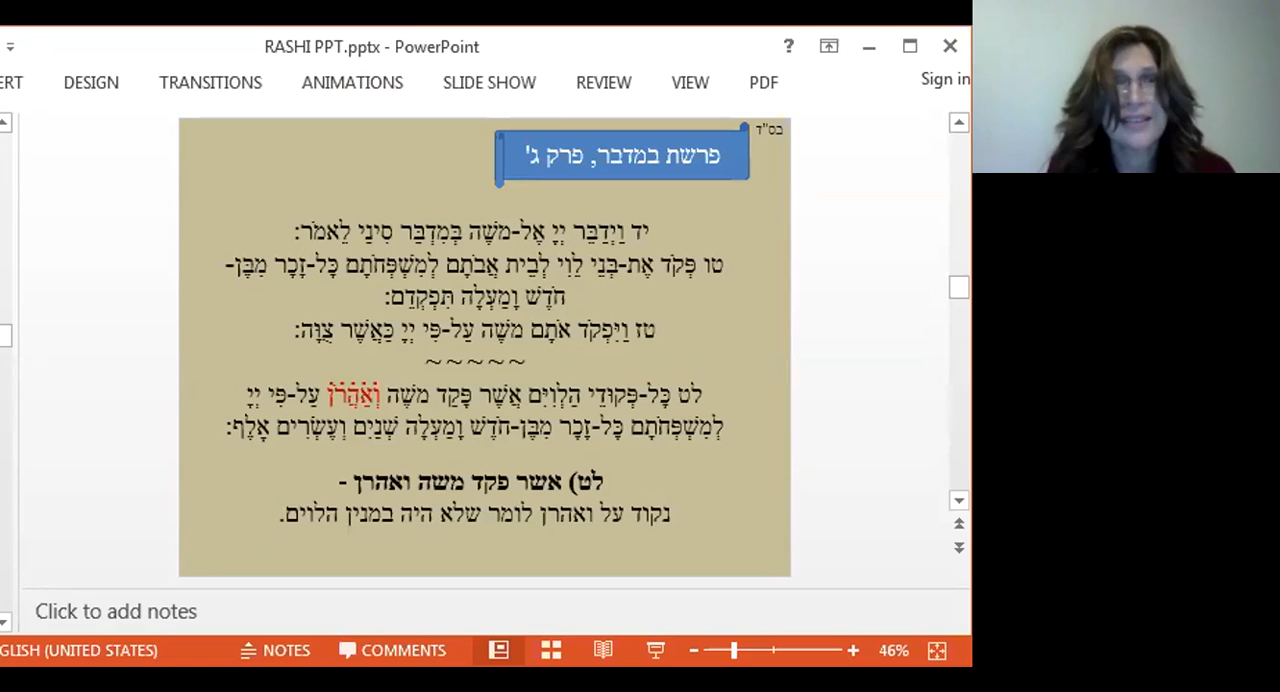 RASHI PPT.pptx - PowerPoint
?
ERT DESIGN TRANSITIONS ANIMATIONS SLIDE SHOW REVIEW VIEW PDF Sign in
בס"ד
פרשת במדבר, פרק ג'
יד וַיְדַבֵּר יְיָ אֶל-מֹשֶׁה בְּמִדְבַּר סִינַי לֵאמֹר:
טו פְּקֹד אֶת-בְּנֵי לֵוִי לְבֵית אֲבֹתָם לְמִשְׁפְּחֹתָם כָּל-זָכָר מִבֶּן-
חֹדֶשׁ וָמַעְלָה תִּפְקְדֵם:
טז וַיִּפְקֹד אֹתָם מֹשֶׁה עַל-פִּי יְיָ כַּאֲשֶׁר צֻוָּה:
~~~~~
לט כָּל-פְּקוּדֵי הַלְוִיִּם אֲשֶׁר פָּקַד מֹשֶׁה וְׄאַׄהֲׄרֹׄןׄ עַל-פִּי יְיָ
לְמִשְׁפְּחֹתָם כָּל-זָכָר מִבֶּן-חֹדֶשׁ וָמַעְלָה שְׁנַיִם וְעֶשְׂרִים אָלֶף:
לט) אשר פקד משה ואהרן -
נקוד על ואהרן לומר שלא היה במנין הלוים.
Click to add notes
GLISH (UNITED STATES) NOTES COMMENTS 46%